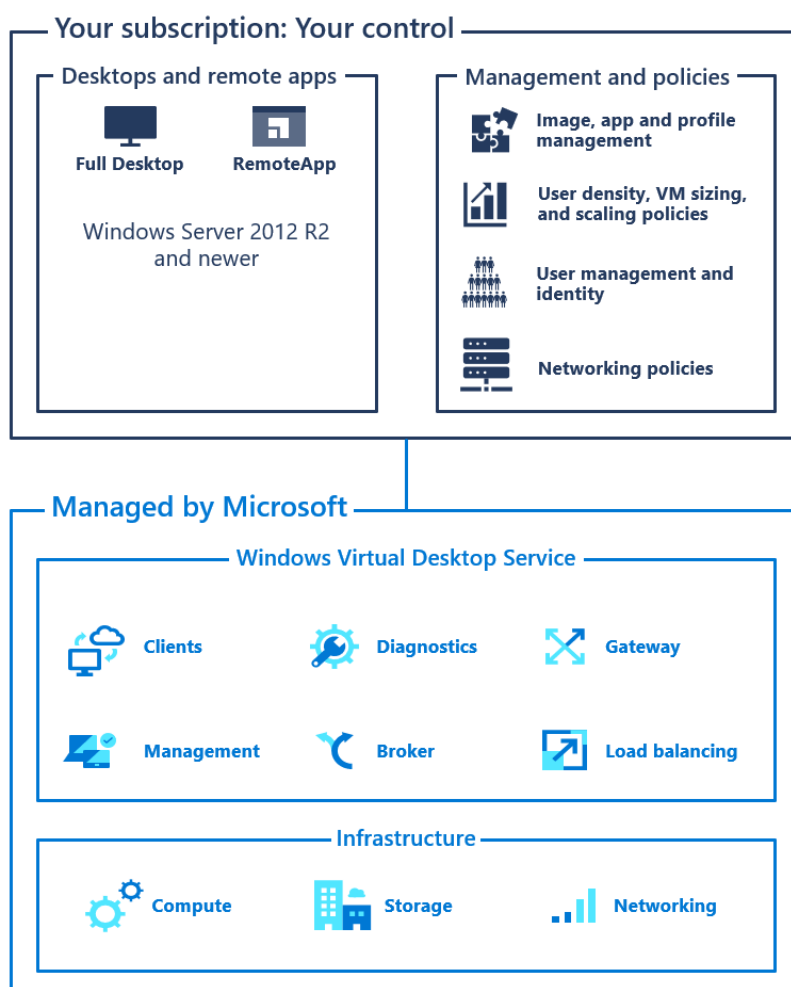 Your subscription: Your control
Desktops and remote apps
Full Desktop
RemoteApp
Windows Server 2012 R2
and newer
Management and policies
Image, app and profile
management
User density, VM sizing,
and scaling policies
User management and
identity
Networking policies
Managed by Microsoft
Windows Virtual Desktop Service
Clients
Diagnostics
Gateway
Management
Broker
Load balancing
Infrastructure
Compute
Storage
Networking